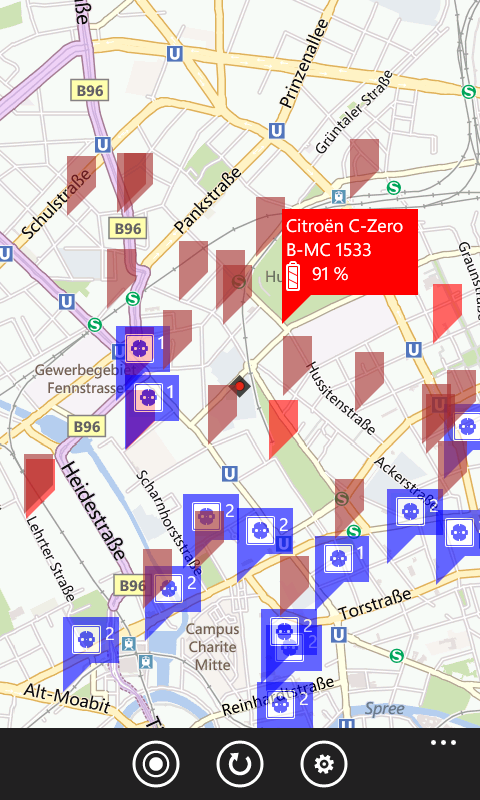 aße
U
B96
Prinzenallee
S
Grüntaler Straße
U
U
Schulstraße
Pankstraße
S
B96
Citroën C-Zero
B-MC 1533
91 %
Hu
U
U
S
S
S
Graunstraße
U
1
Gewerbegebiet
Fennstrasse
1
Hussitenstraße
B96
U
Heidestraße
Scharnhorststraße
Ackerstraße
U
Lehrter Straße
S
2
2
2
2
U
S
1
B96
2
Torstraße
Campus
Charite
Mitte
2
2
2
U
S
S
Alt-Moabit
Reinhardtstraße
2
Spree
U